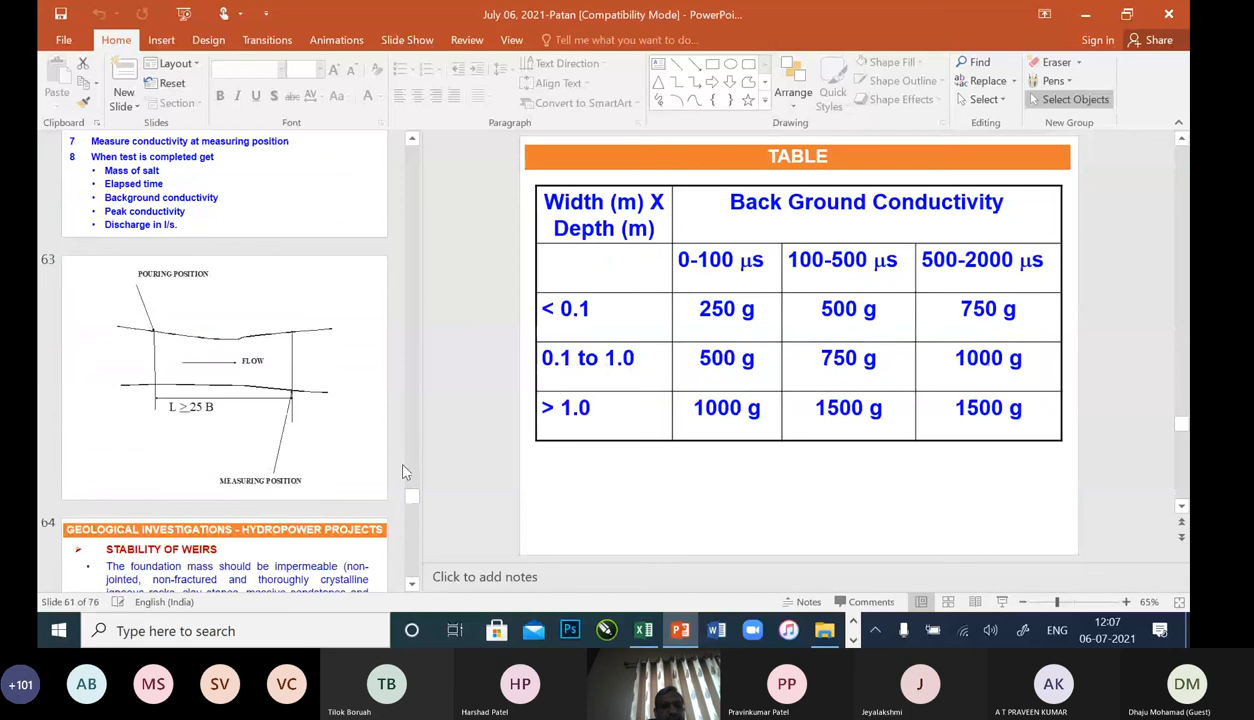 July 06, 2021-Patan [Compatibility Mode] - PowerPoi...
File Home Insert Design Transitions Animations Slide Show Review View Tell me what you want to do... Sign in Share
Paste
Clipboard
New
Slide
Layout
Reset
Section
Slides
B I U S abc AV Aa A
Font
Text Direction
Align Text
Convert to SmartArt
Paragraph
Arrange
Quick
Styles
Shape Fill
Shape Outline
Shape Effects
Drawing
Find
Replace
Select
Editing
Eraser
Pens
Select Objects
New Group
7 Measure conductivity at measuring position
8 When test is completed get
• Mass of salt
• Elapsed time
• Background conductivity
• Peak conductivity
• Discharge in l/s.
63
POURING POSITION
FLOW
L ≥ 25 B
MEASURING POSITION
64
GEOLOGICAL INVESTIGATIONS - HYDROPOWER PROJECTS
STABILITY OF WEIRS
• The foundation mass should be impermeable (non-
jointed, non-fractured and thoroughly crystalline
TABLE
Width (m) X
Depth (m)
Back Ground Conductivity
0-100 μs 100-500 μs 500-2000 μs
< 0.1 250 g 500 g 750 g
0.1 to 1.0 500 g 750 g 1000 g
> 1.0 1000 g 1500 g 1500 g
Click to add notes
Slide 61 of 76 English (India) Notes Comments 65%
Type here to search
Ps
ENG
12:07
06-07-2021
+101 AB MS SV VC TB HP PP J AK DM
Tilok Boruah Harshad Patel Pravinkumar Patel Jeyalakshmi A T PRAVEEN KUMAR Dhaju Mohamad (Guest)